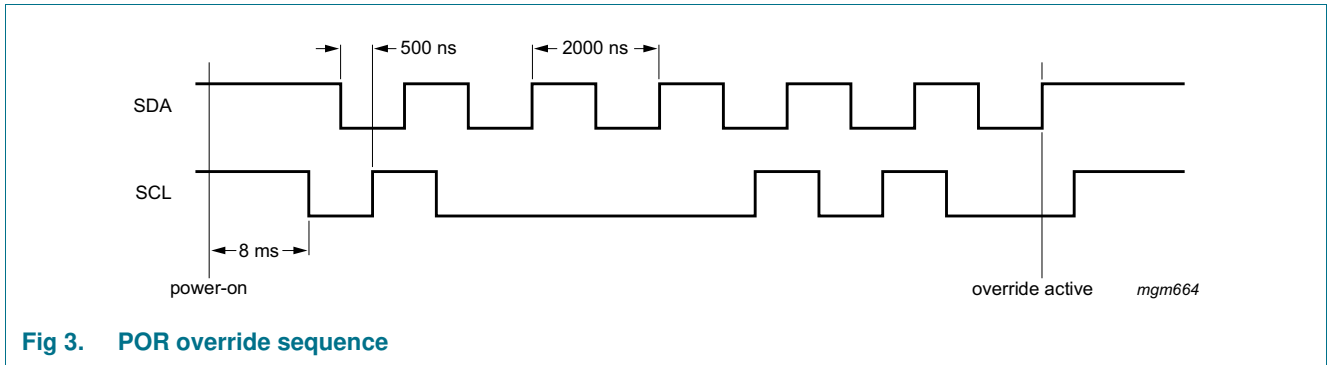 500 ns
2000 ns
SDA
SCL
8 ms
power-on
override active
mgm664
Fig 3. POR override sequence